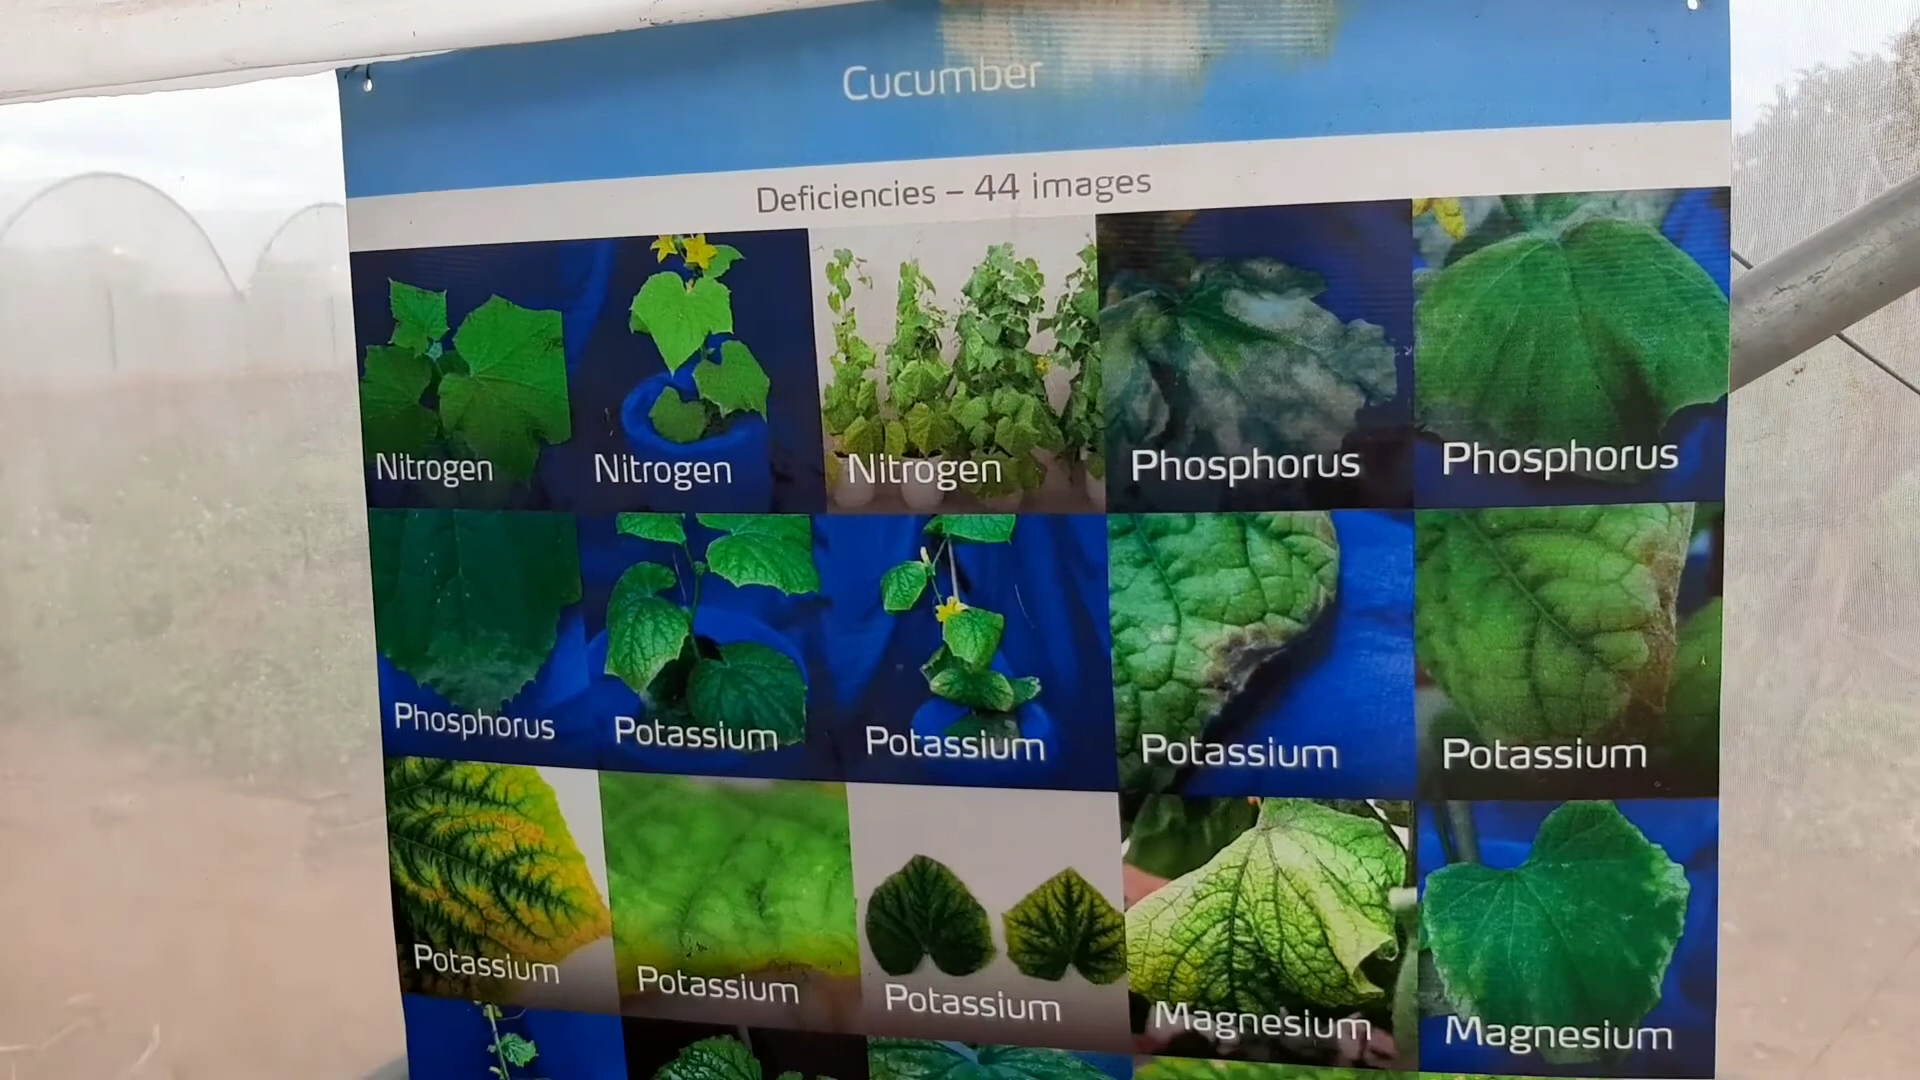 Cucumber
Deficiencies – 44 images
Nitrogen
Nitrogen
Nitrogen
Phosphorus
Phosphorus
Phosphorus
Potassium
Potassium
Potassium
Potassium
Potassium
Potassium
Potassium
Magnesium
Magnesium